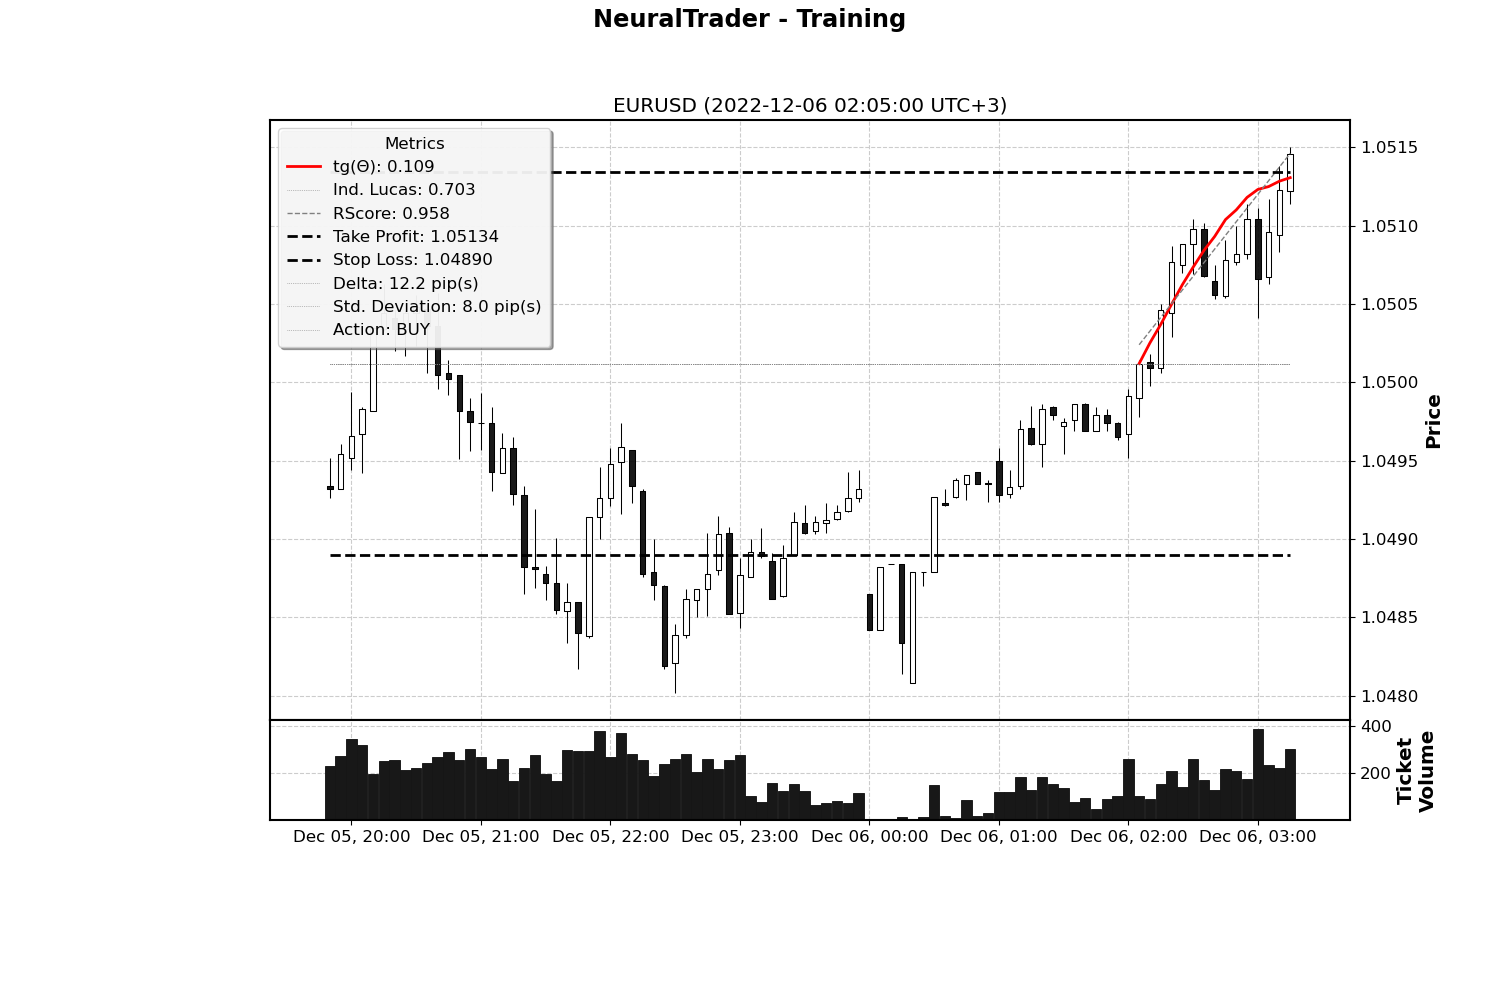 NeuralTrader - Training
EURUSD (2022-12-06 02:05:00 UTC+3)
Metrics
tg(Θ): 0.109
Ind. Lucas: 0.703
RScore: 0.958
Take Profit: 1.05134
Stop Loss: 1.04890
Delta: 12.2 pip(s)
Std. Deviation: 8.0 pip(s)
Action: BUY
1.0515
1.0510
1.0505
1.0500
1.0495
1.0490
1.0485
1.0480
Price
400
200
Ticket
Volume
Dec 05, 20:00 Dec 05, 21:00 Dec 05, 22:00 Dec 05, 23:00 Dec 06, 00:00 Dec 06, 01:00 Dec 06, 02:00 Dec 06, 03:00